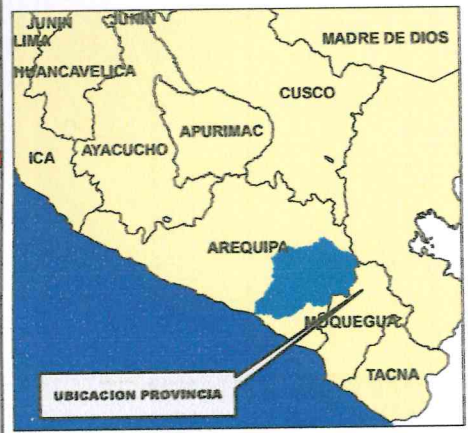 JUNIN
JUNIN
LIMA
MADRE DE DIOS
HUANCAVELICA
CUSCO
APURIMAC
ICA
AYACUCHO
AREQUIPA
MOQUEGUA
TACNA
UBICACION PROVINCIA